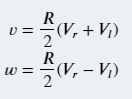 v = R/2 (V_r + V_l)
w = R/2 (V_r − V_l)